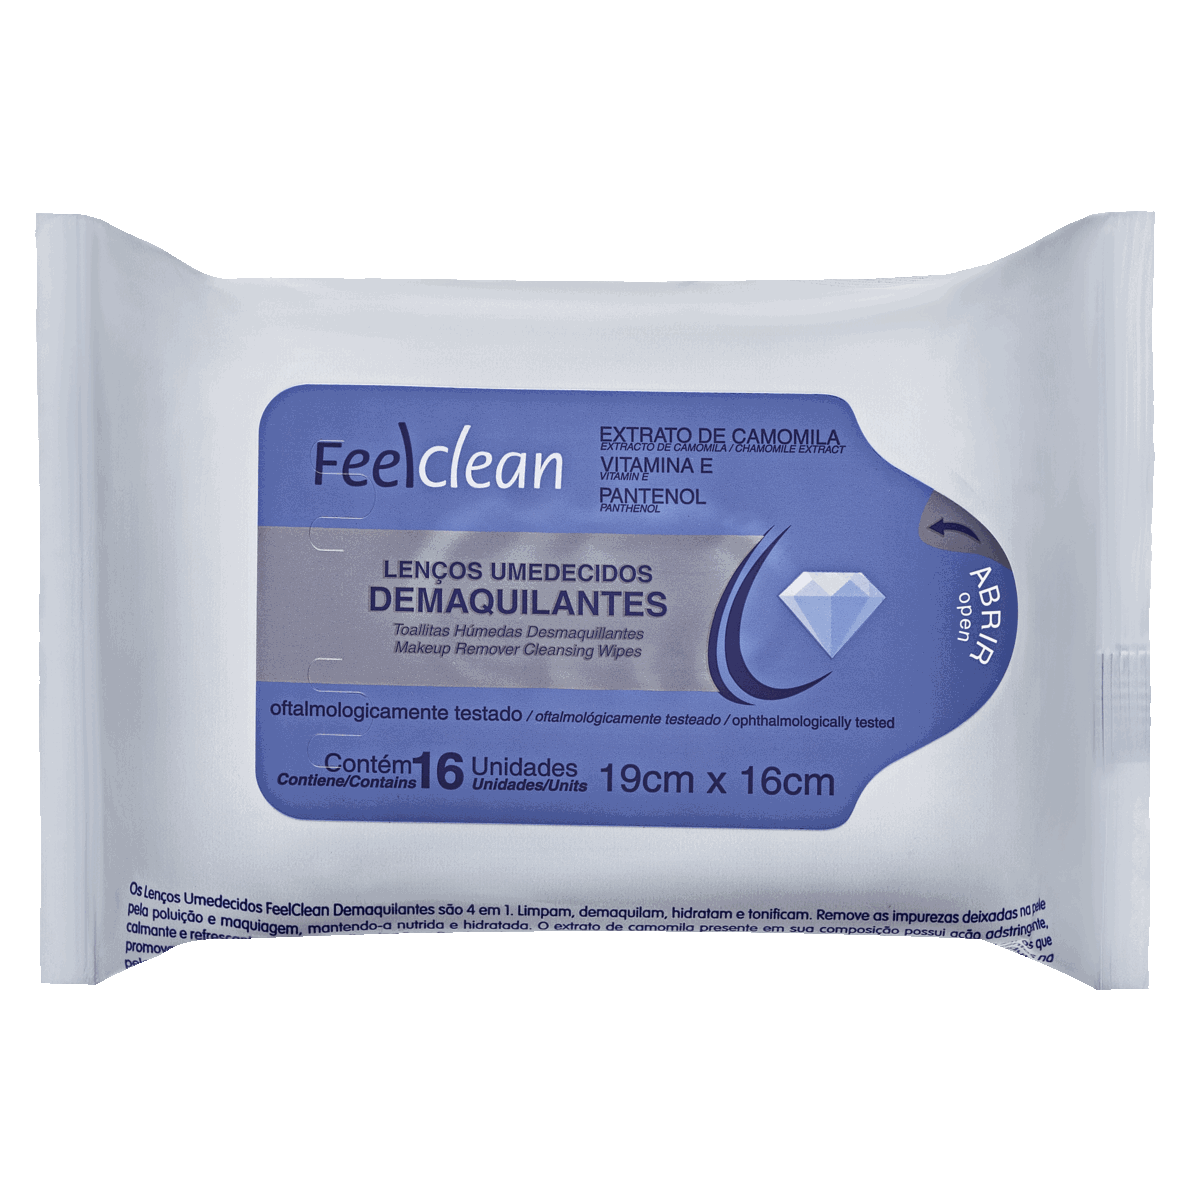 Feelclean
EXTRATO DE CAMOMILA
EXTRACTO DE CAMOMILA / CHAMOMILE EXTRACT
VITAMINA E
VITAMIN E
PANTENOL
PANTHENOL
LENÇOS UMEDECIDOS
DEMAQUILANTES
Toallitas Húmedas Desmaquillantes
Makeup Remover Cleansing Wipes
ABRIR
open
oftalmologicamente testado / oftalmológicamente testeado / ophthalmologically tested
Contém 16 Unidades 19cm x 16cm
Contiene/Contains Unidades/Units
Os Lenços Umedecidos FeelClean Demaquilantes são 4 em 1. Limpam, demaquilam, hidratam e tonificam. Remove as impurezas deixadas na pele
pela poluição e maquiagem, mantendo-a nutrida e hidratada. O extrato de camomila presente em sua composição possui ação adstringente,
calmante e que